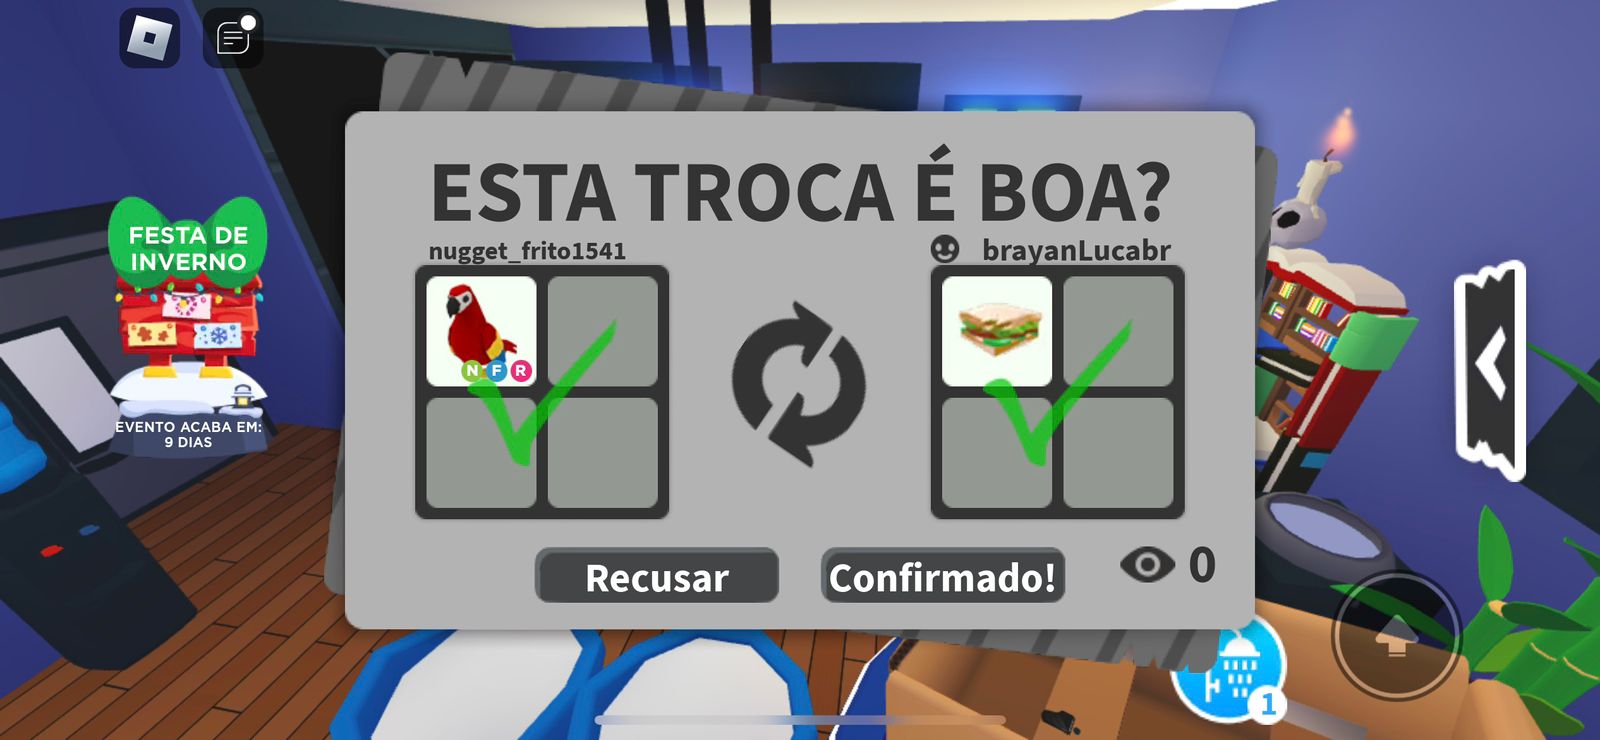 FESTA DE
INVERNO
EVENTO ACABA EM:
9 DIAS
ESTA TROCA É BOA?
nugget_frito1541
brayanLucabr
N F R
Recusar
Confirmado!
0
1